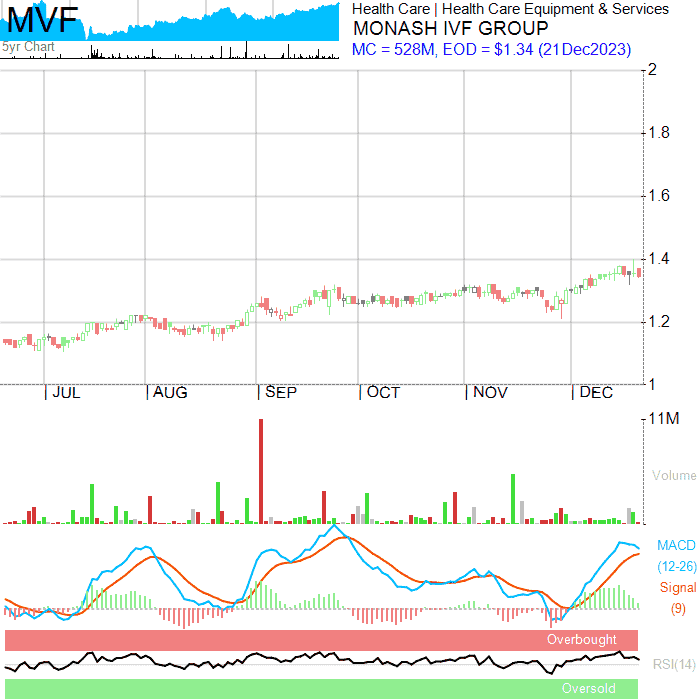 MVF
5yr Chart
Health Care | Health Care Equipment & Services
MONASH IVF GROUP
MC = 528M, EOD = $1.34 (21Dec2023)
2
1.8
1.6
1.4
1.2
1
JUL AUG SEP OCT NOV DEC
11M
Volume
MACD
(12-26)
Signal
(9)
Overbought
RSI(14)
Oversold